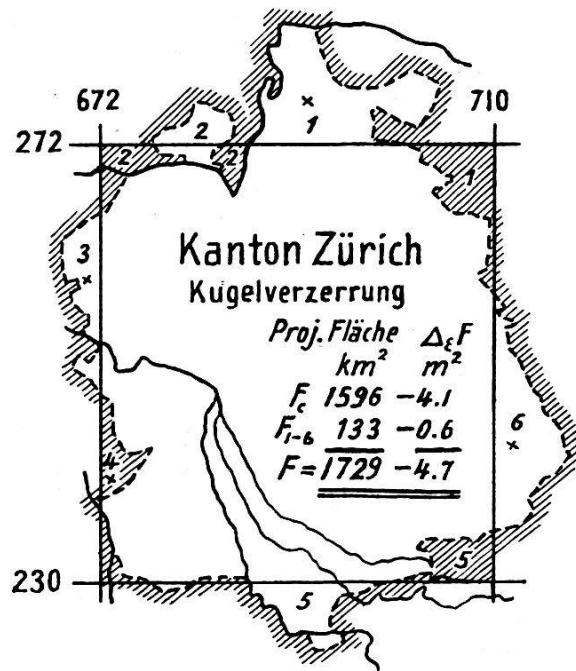 672 710
272
2 1
2 2 1
3
Kanton Zürich
Kugelverzerrung
Proj. Fläche ΔεF
km² m²
Fc 1596 -4.1
F1-6 133 -0.6
F= 1729 -4.7
6
4
5
230
5